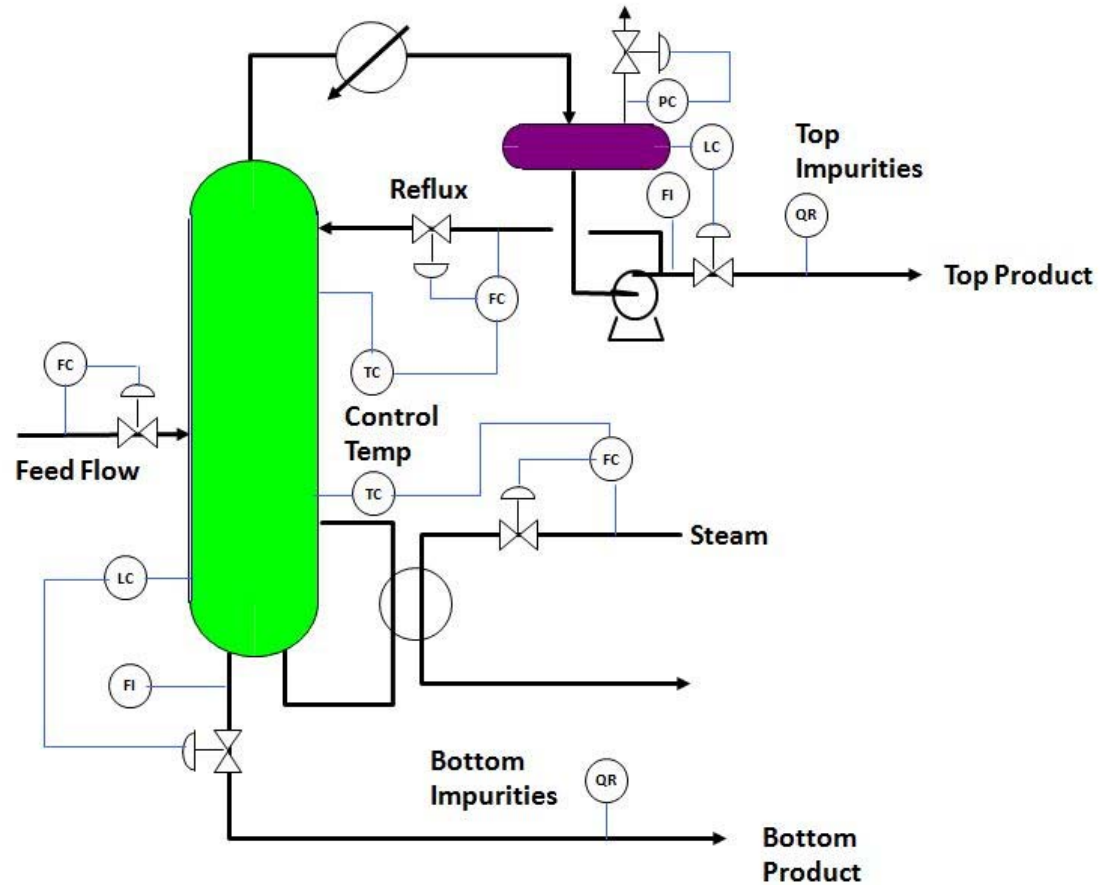 PC
LC
Top
Impurities
FI
QR
Reflux
FC
Top Product
TC
FC
Control
Temp
Feed Flow
FC
TC
Steam
LC
FI
Bottom
Impurities
QR
Bottom
Product